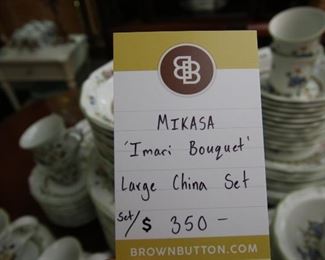 BB
MIKASA
'Imari Bouquet'
Large China Set
Set/$ 350-
BROWNBUTTON.COM